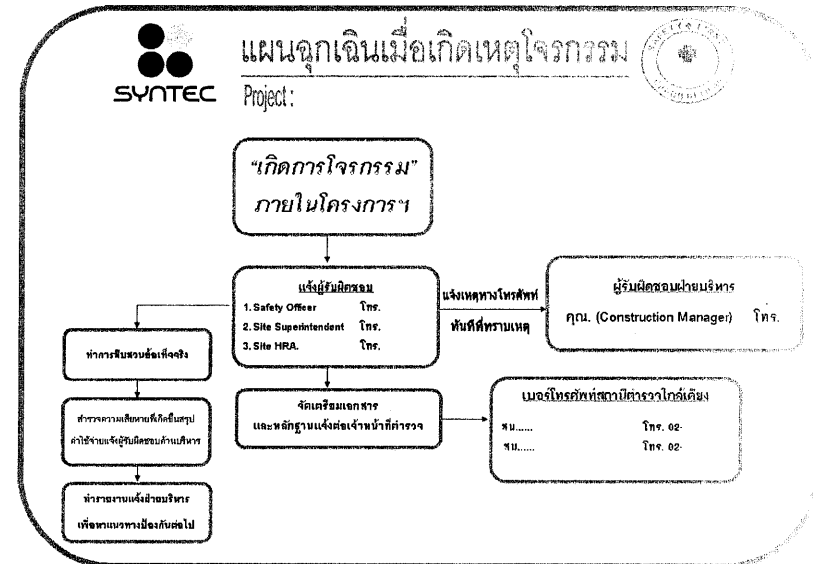 SYNTEC
แผนฉุกเฉินเมื่อเกิดเหตุโจรกรรม
Project :
“เกิดการโจรกรรม”
ภายในโครงการฯ
แจ้งผู้รับผิดชอบ
1. Safety Officer โทร.
2. Site Superintendent โทร.
3. Site HRA. โทร.
แจ้งเหตุทางโทรศัพท์
ทันทีที่ทราบเหตุ
ผู้รับผิดชอบฝ่ายบริหาร
คุณ. (Construction Manager) โทร.
ทำการสืบสวนข้อเท็จจริง
สำรวจความเสียหายที่เกิดขึ้นสรุป
ค่าใช้จ่ายแจ้งผู้รับผิดชอบด้านบริหาร
ทำรายงานแจ้งฝ่ายบริหาร
เพื่อหาแนวทางป้องกันต่อไป
จัดเตรียมเอกสาร
และหลักฐานแจ้งต่อเจ้าหน้าที่ตำรวจ
เบอร์โทรศัพท์สถานีตำรวจใกล้เคียง
สน...... โทร. 02-
สน...... โทร. 02-